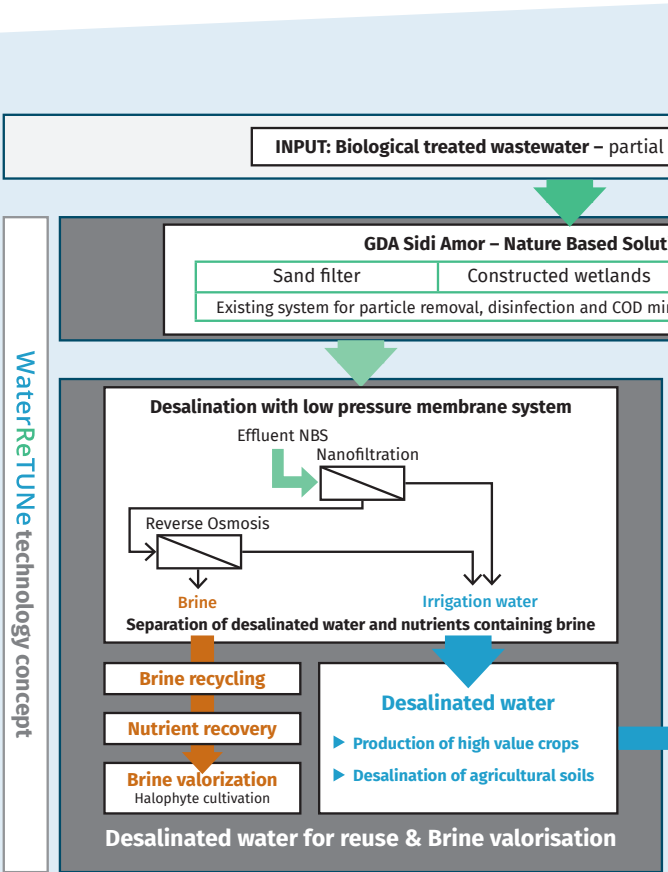 INPUT: Biological treated wastewater – partial
GDA Sidi Amor – Nature Based Solut
Sand filter
Constructed wetlands
Existing system for particle removal, disinfection and COD mi
WaterReTUNe technology concept
Desalination with low pressure membrane system
Effluent NBS
Nanofiltration
Reverse Osmosis
Brine
Irrigation water
Separation of desalinated water and nutrients containing brine
Brine recycling
Nutrient recovery
Brine valorization
Halophyte cultivation
Desalinated water
▶ Production of high value crops
▶ Desalination of agricultural soils
Desalinated water for reuse & Brine valorisation